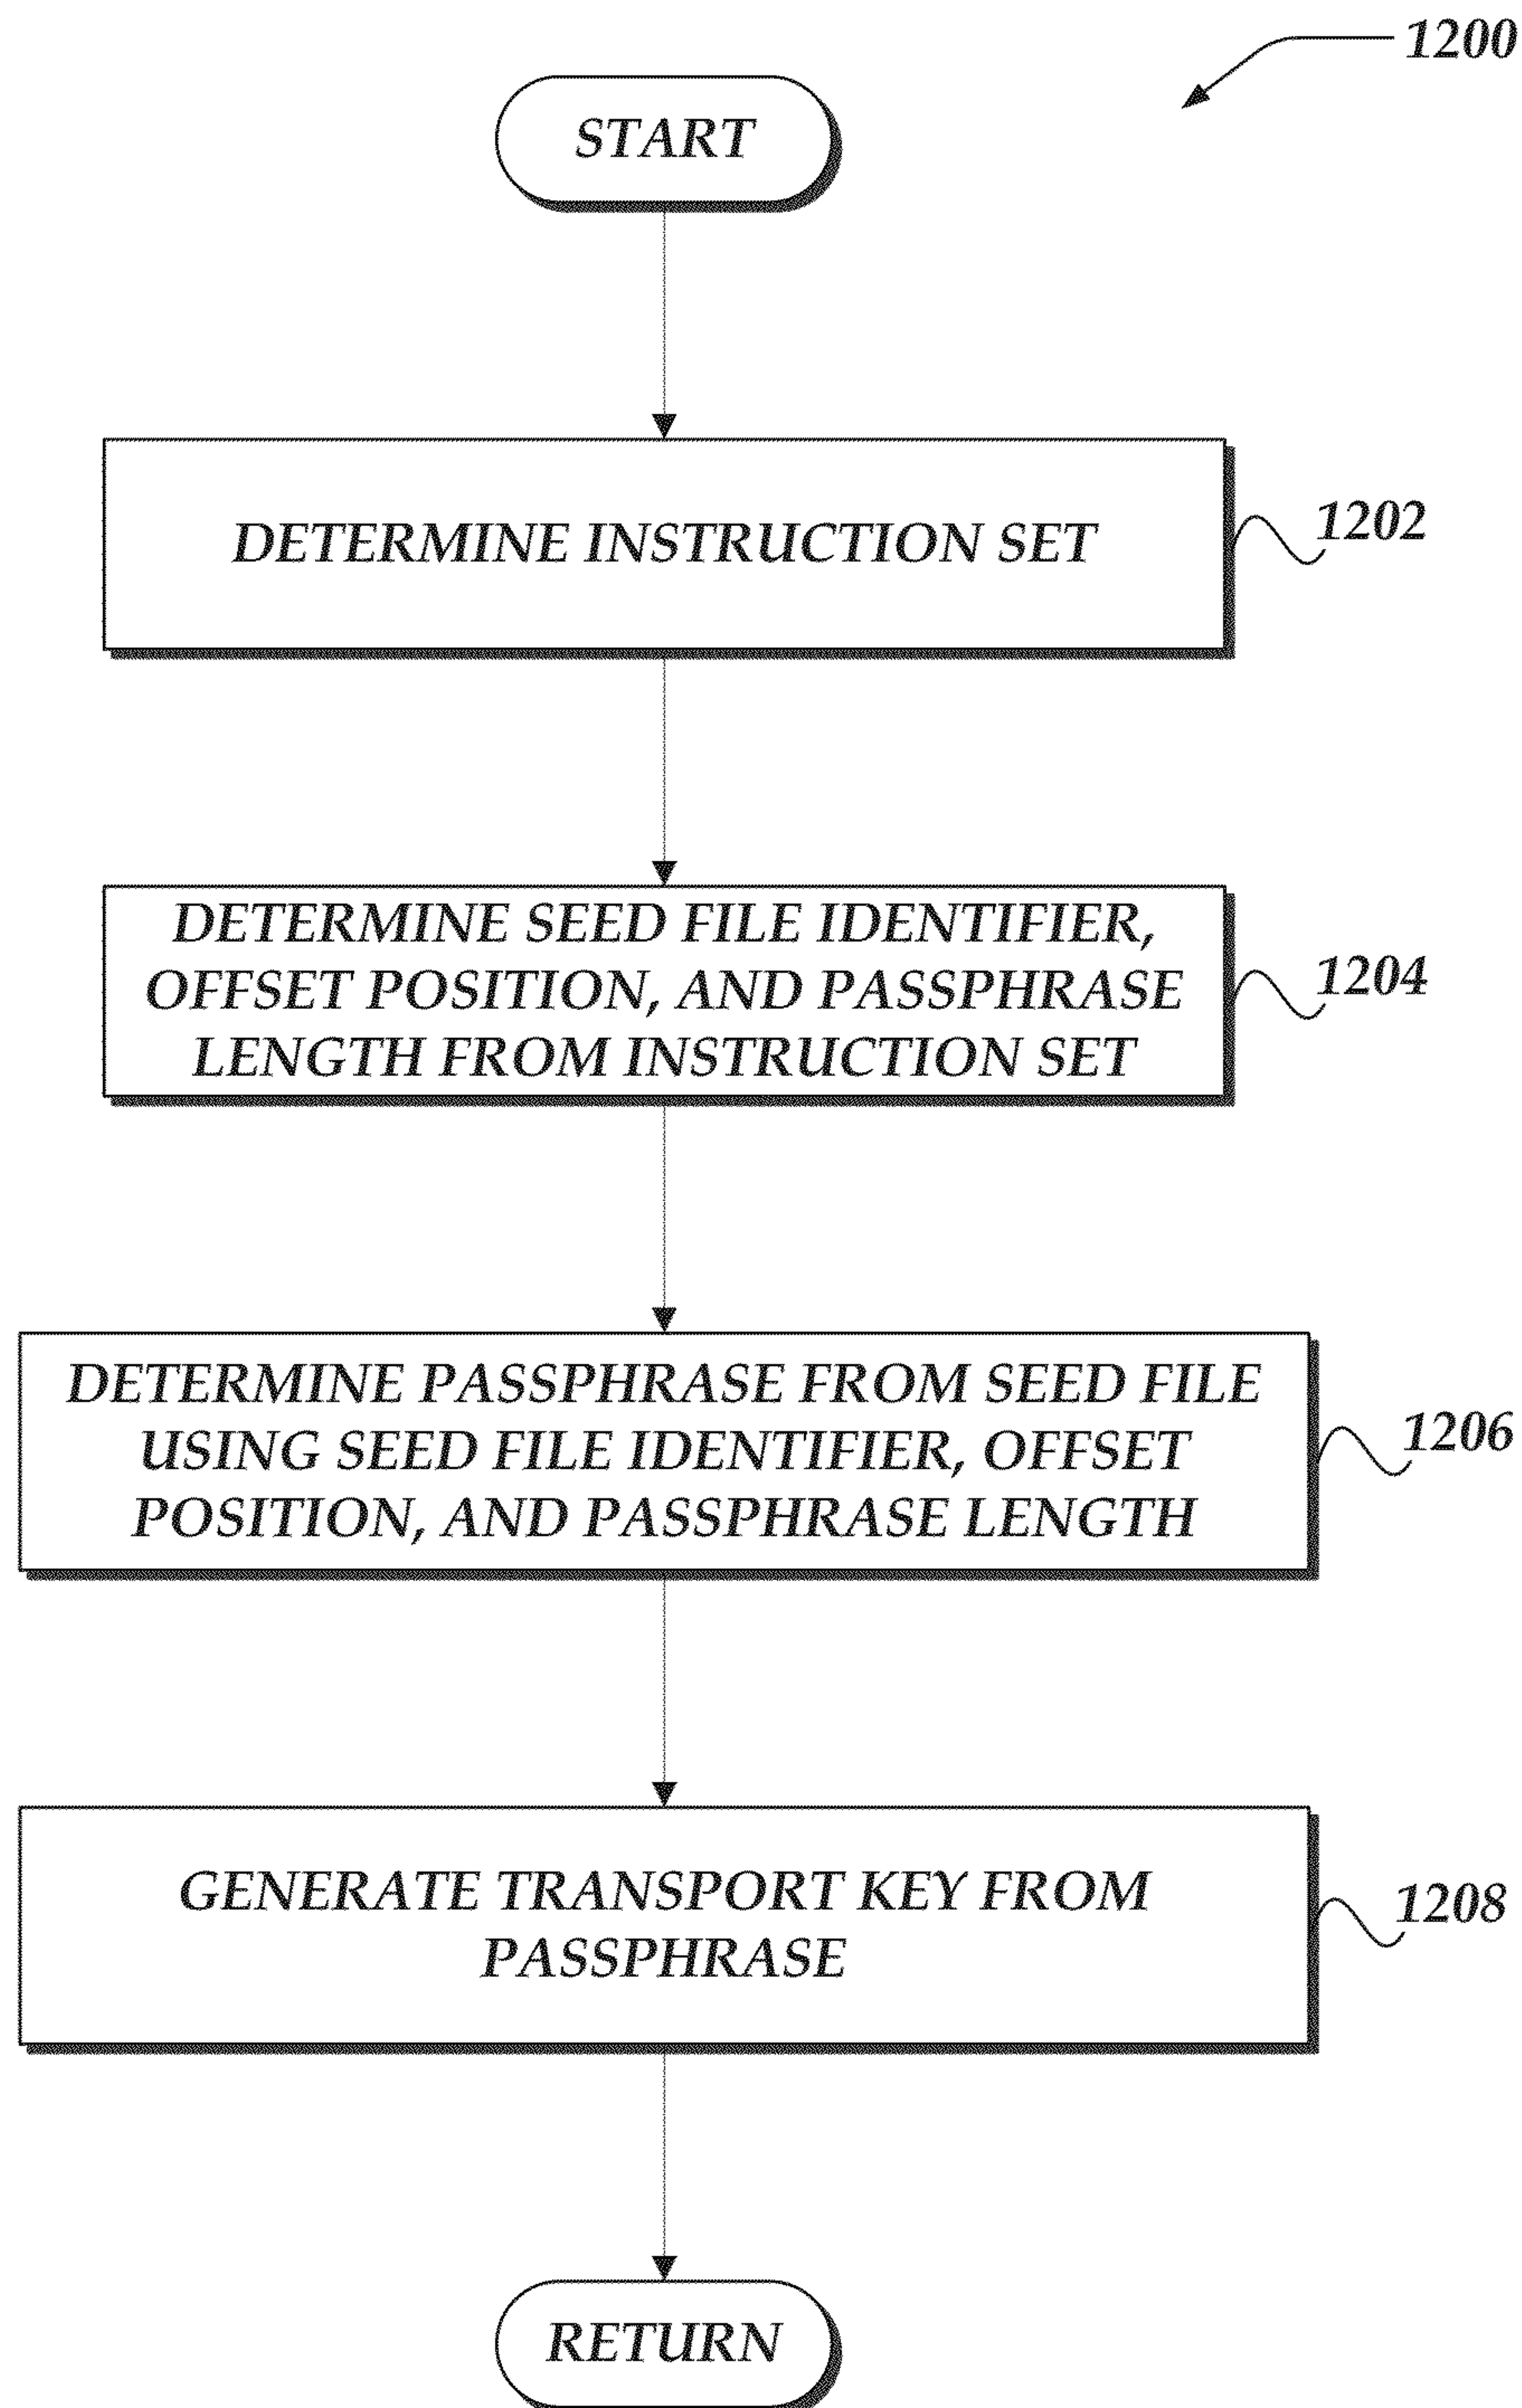 1200
START
DETERMINE INSTRUCTION SET
1202
DETERMINE SEED FILE IDENTIFIER,
OFFSET POSITION, AND PASSPHRASE
LENGTH FROM INSTRUCTION SET
1204
DETERMINE PASSPHRASE FROM SEED FILE
USING SEED FILE IDENTIFIER, OFFSET
POSITION, AND PASSPHRASE LENGTH
1206
GENERATE TRANSPORT KEY FROM
PASSPHRASE
1208
RETURN